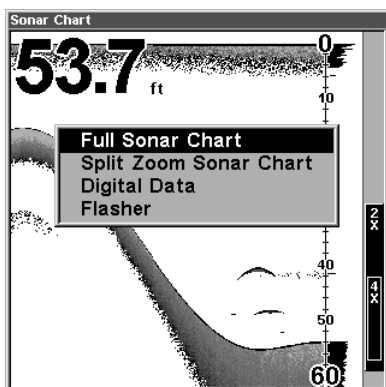 Sonar Chart
53.7 ft
0
10
Full Sonar Chart
Split Zoom Sonar Chart
Digital Data
Flasher
2X
40
4X
50
60